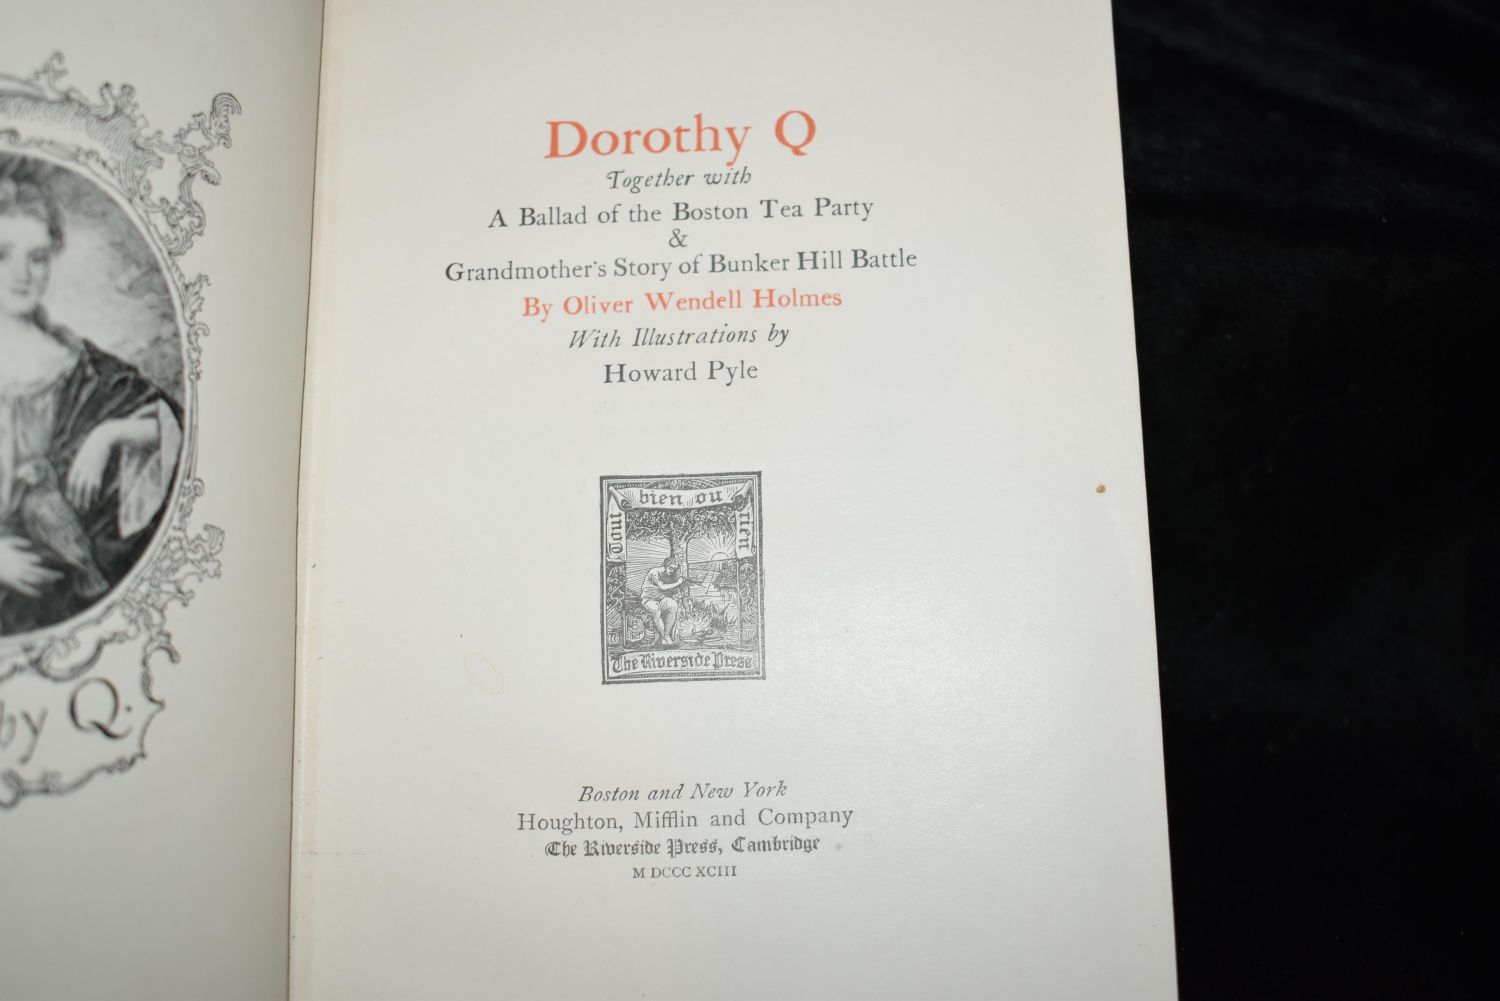 by Q.
Dorothy Q
Together with
A Ballad of the Boston Tea Party
&
Grandmother's Story of Bunker Hill Battle
By Oliver Wendell Holmes
With Illustrations by
Howard Pyle
Tout bien ou rien
The Riverside Press
Boston and New York
Houghton, Mifflin and Company
The Riverside Press, Cambridge
M DCCC XCIII